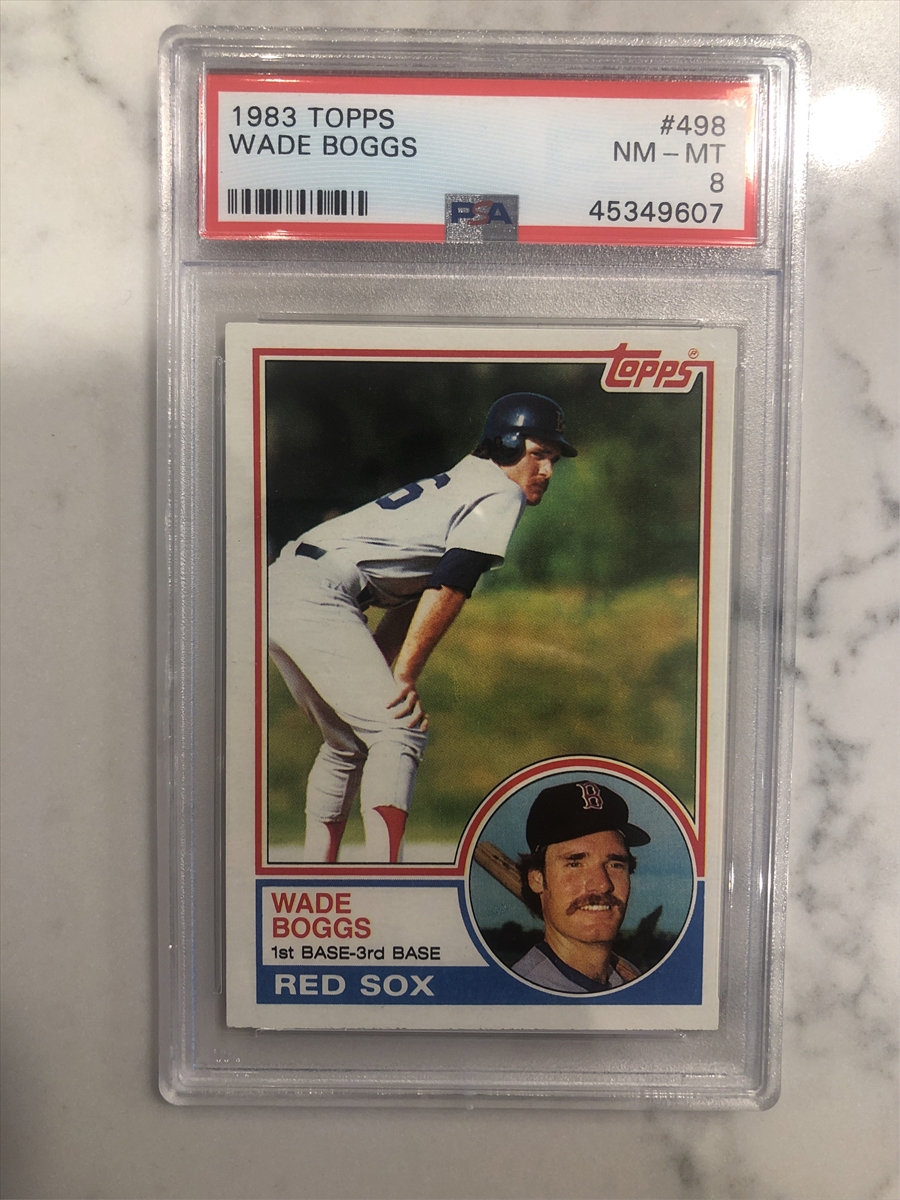 1983 TOPPS
WADE BOGGS
#498
NM-MT
8
45349607
PSA
Topps®
6
B
WADE
BOGGS
1st BASE-3rd BASE
RED SOX